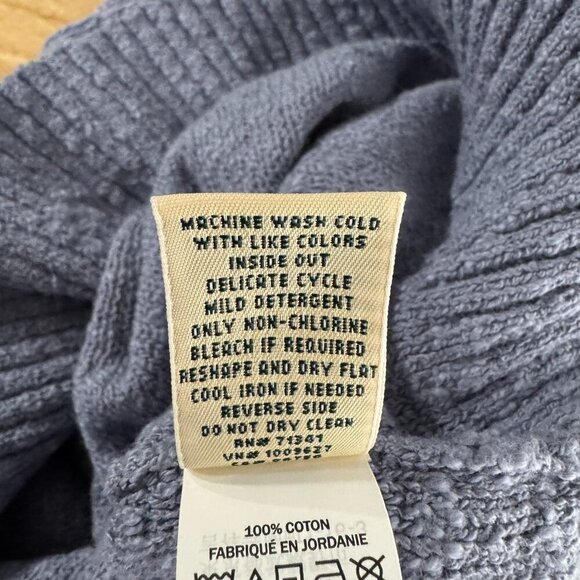 MACHINE WASH COLD
WITH LIKE COLORS
INSIDE OUT
DELICATE CYCLE
MILD DETERGENT
ONLY NON-CHLORINE
BLEACH IF REQUIRED
RESHAPE AND DRY FLAT
COOL IRON IF NEEDED
REVERSE SIDE
DO NOT DRY CLEAN
RN# 71341
VN# 1009627
100% COTON
FABRIQUÉ EN JORDANIE